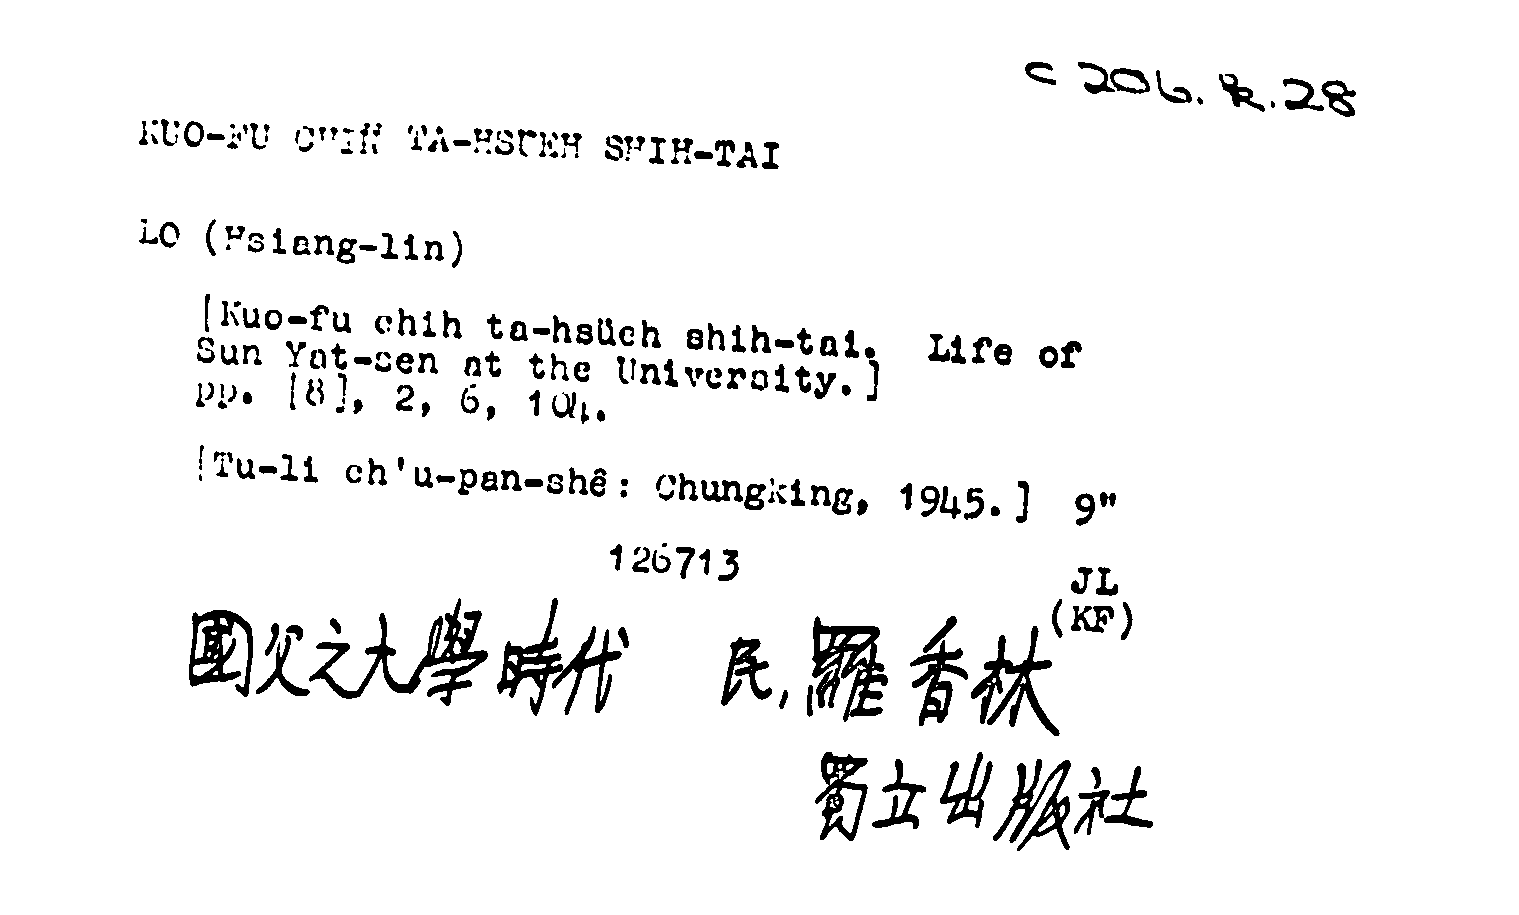 C 206. k. 28
KUO-FU CHIH TA-HSUEH SHIH-TAI
LO (Hsiang-lin)
[Kuo-fu chih ta-hsüeh shih-tai. Life of
Sun Yat-sen at the University.]
pp. [8], 2, 6, 104.
[Tu-li ch'u-pan-shê: Chungking, 1945.] 9"
126713
JL
(KF)
國父之大學時代 民,羅香林
蜀立出版社